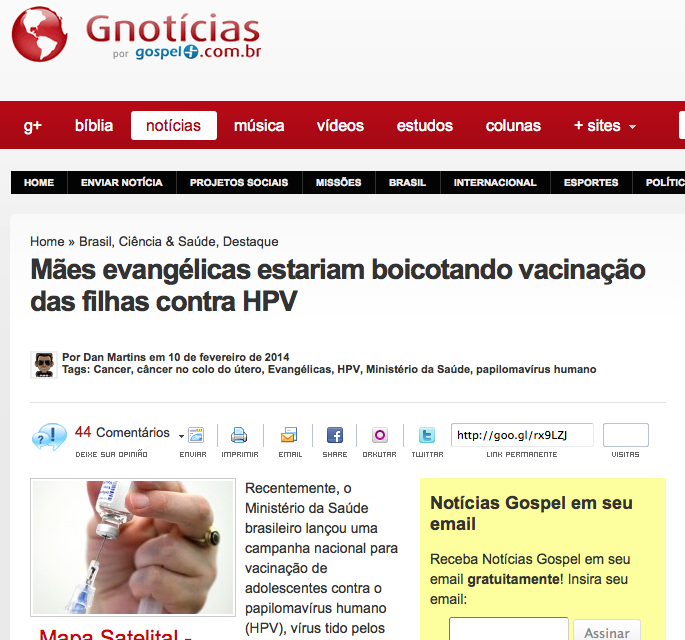 Gnotícias
por gospel+.com.br
g+ bíblia notícias música vídeos estudos colunas + sites
HOME ENVIAR NOTÍCIA PROJETOS SOCIAIS MISSÕES BRASIL INTERNACIONAL ESPORTES POLÍTIC
Home » Brasil, Ciência & Saúde, Destaque
Mães evangélicas estariam boicotando vacinação
das filhas contra HPV
Por Dan Martins em 10 de fevereiro de 2014
Tags: Cancer, câncer no colo do útero, Evangélicas, HPV, Ministério da Saúde, papilomavírus humano
44 Comentários
http://goo.gl/rx9LZJ
DEIXE SUA OPINIÃO ENVIAR IMPRIMIR EMAIL SHARE ORKUTAR TWITTAR LINK PERMANENTE VISITAS
Recentemente, o
Ministério da Saúde
brasileiro lançou uma
campanha nacional para
vacinação de
adolescentes contra o
papilomavírus humano
(HPV), vírus tido pelos
Mapa Satelital -
Notícias Gospel em seu
email
Receba Notícias Gospel em seu
email gratuitamente! Insira seu
email:
Assinar